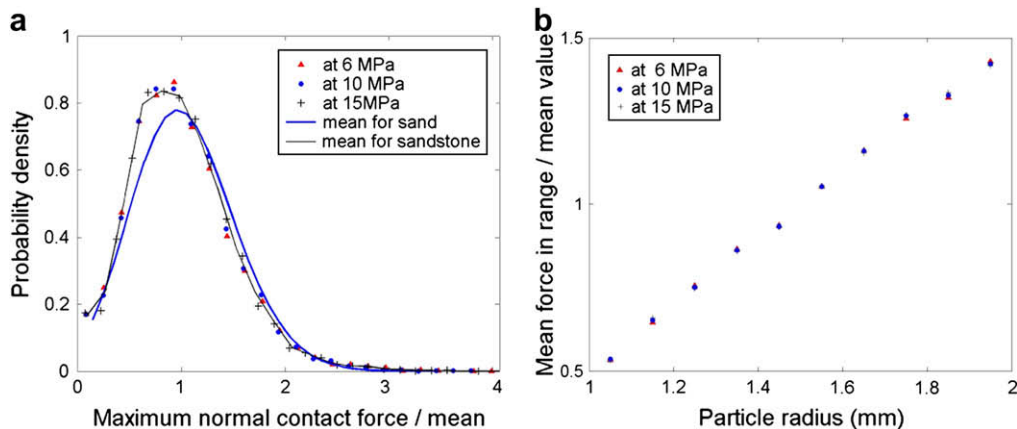 a
1
0.8
0.6
0.4
0.2
0
Probability density
0 1 2 3 4
Maximum normal contact force / mean
at 6 MPa
at 10 MPa
at 15MPa
mean for sand
mean for sandstone
b
1.5
1
0.5
Mean force in range / mean value
1 1.2 1.4 1.6 1.8 2
Particle radius (mm)
at 6 MPa
at 10 MPa
at 15 MPa